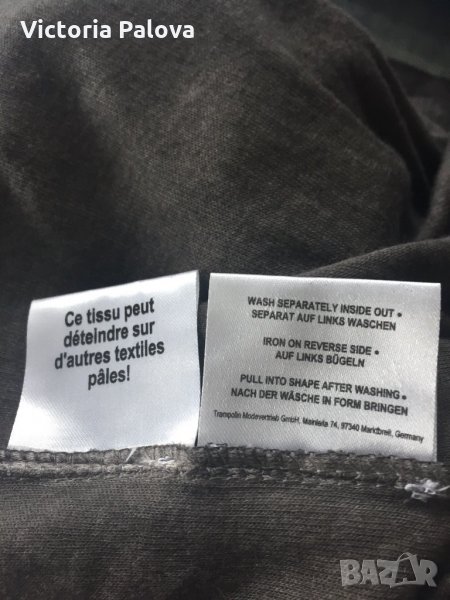 Victoria Palova
Ce tissu peut
déteindre sur
d'autres textiles
pâles!
WASH SEPARATELY INSIDE OUT •
SEPARAT AUF LINKS WASCHEN
IRON ON REVERSE SIDE •
AUF LINKS BÜGELN
PULL INTO SHAPE AFTER WASHING •
NACH DER WÄSCHE IN FORM BRINGEN
Trampolin Modevertrieb GmbH, Mainleite 74, 97340 Marktbreit, Germany
BAZAR